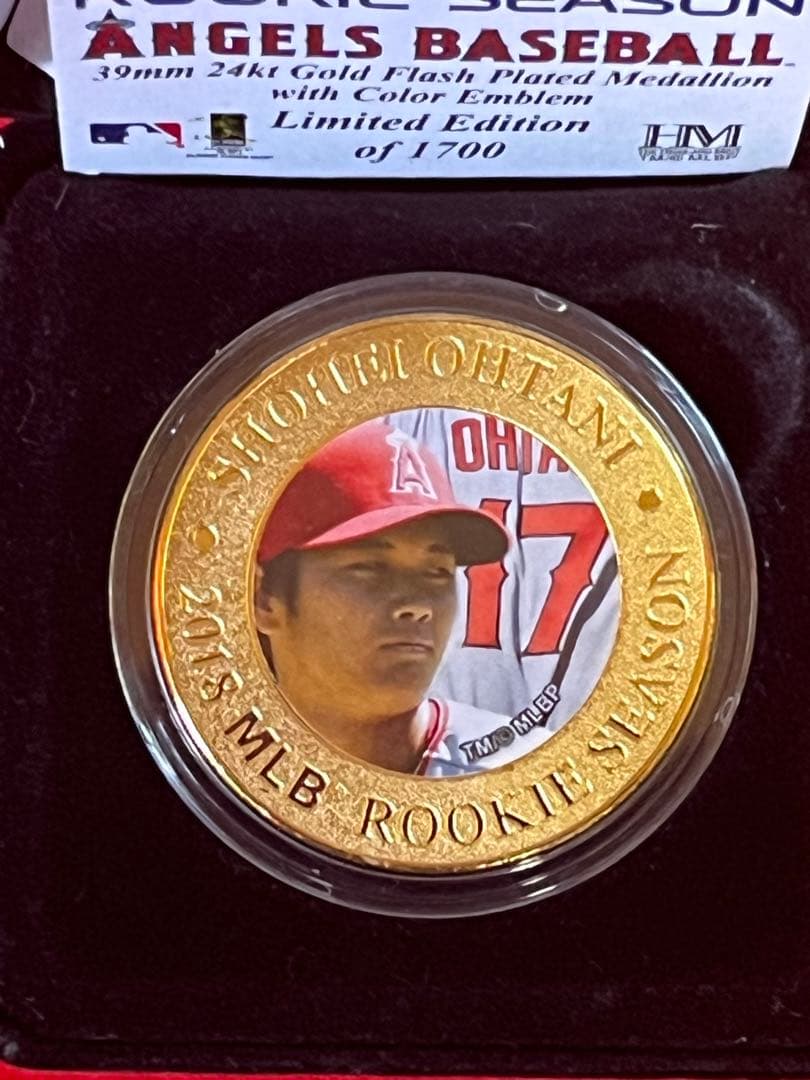 ROOKIE SEASON
ANGELS BASEBALL
39mm 24kt Gold Flash Plated Medallion
with Color Emblem
Limited Edition
of 1700
HM
SHOHEI OHTANI
2018 MLB ROOKIE SEASON
A
OHTA
17
TM/© MLBP